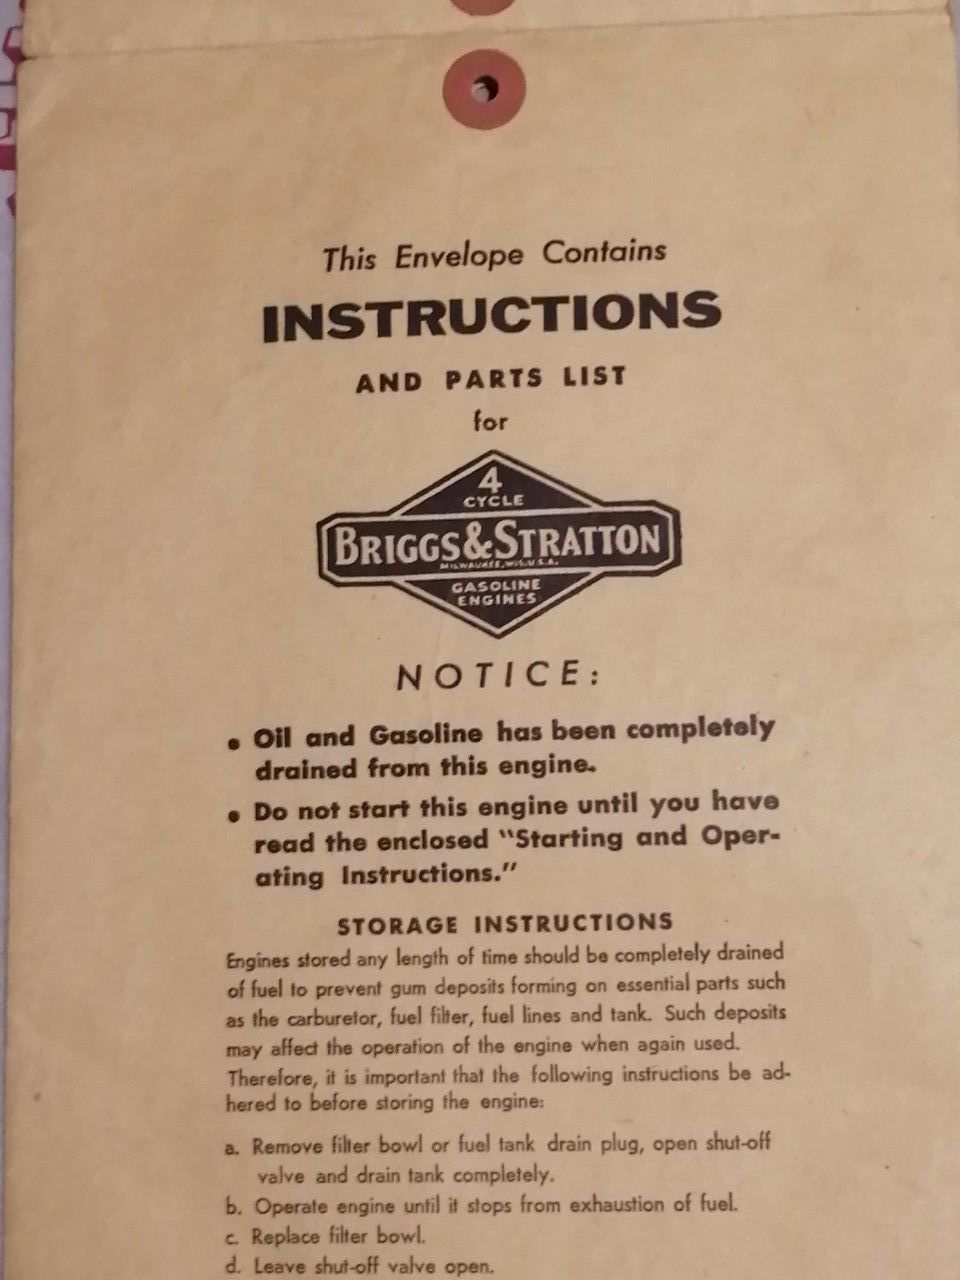 This Envelope Contains
INSTRUCTIONS
AND PARTS LIST
for
4
CYCLE
BRIGGS&STRATTON
MILWAUKEE, WIS. U.S.A.
GASOLINE
ENGINES
NOTICE:
• Oil and Gasoline has been completely
drained from this engine.
• Do not start this engine until you have
read the enclosed "Starting and Oper-
ating Instructions."
STORAGE INSTRUCTIONS
Engines stored any length of time should be completely drained
of fuel to prevent gum deposits forming on essential parts such
as the carburetor, fuel filter, fuel lines and tank. Such deposits
may affect the operation of the engine when again used.
Therefore, it is important that the following instructions be ad-
hered to before storing the engine:
a. Remove filter bowl or fuel tank drain plug, open shut-off
valve and drain tank completely.
b. Operate engine until it stops from exhaustion of fuel.
c. Replace filter bowl.
d. Leave shut-off valve open.